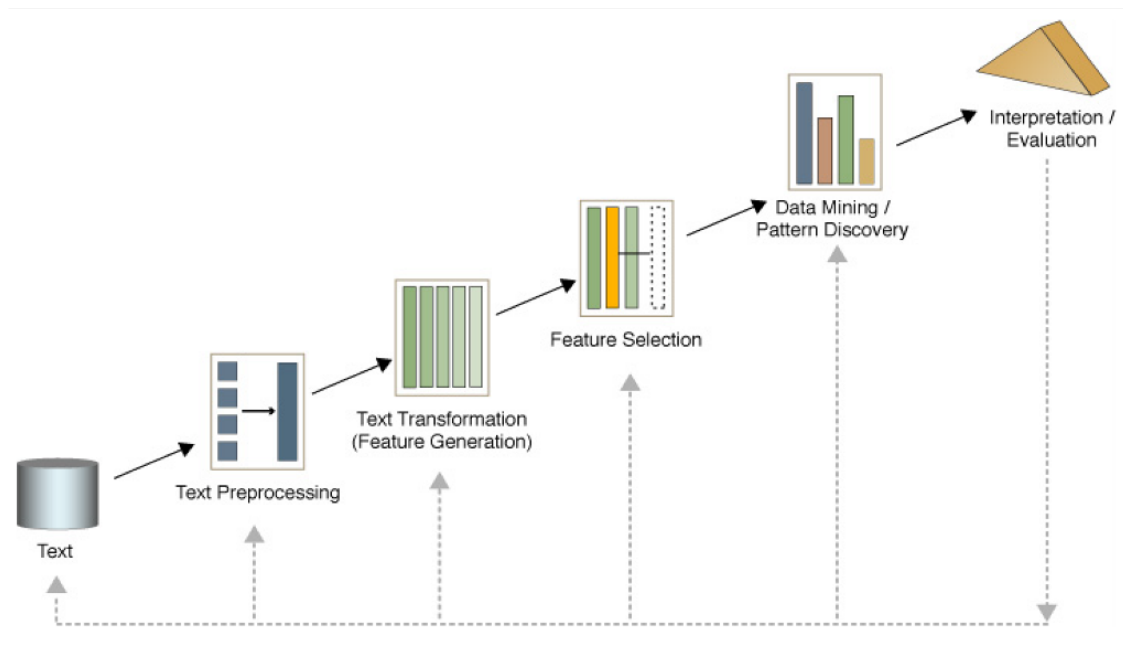 Text
Text Preprocessing
Text Transformation
(Feature Generation)
Feature Selection
Data Mining /
Pattern Discovery
Interpretation /
Evaluation